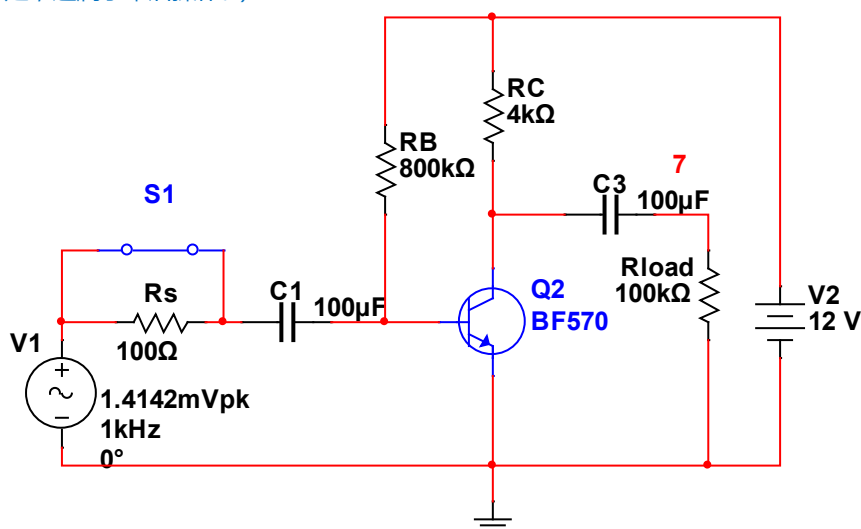 RC
4kΩ
RB
800kΩ
7
S1
C3
100μF
Rs
100Ω
C1
100μF
Q2
BF570
Rload
100kΩ
V2
12 V
V1
1.4142mVpk
1kHz
0°